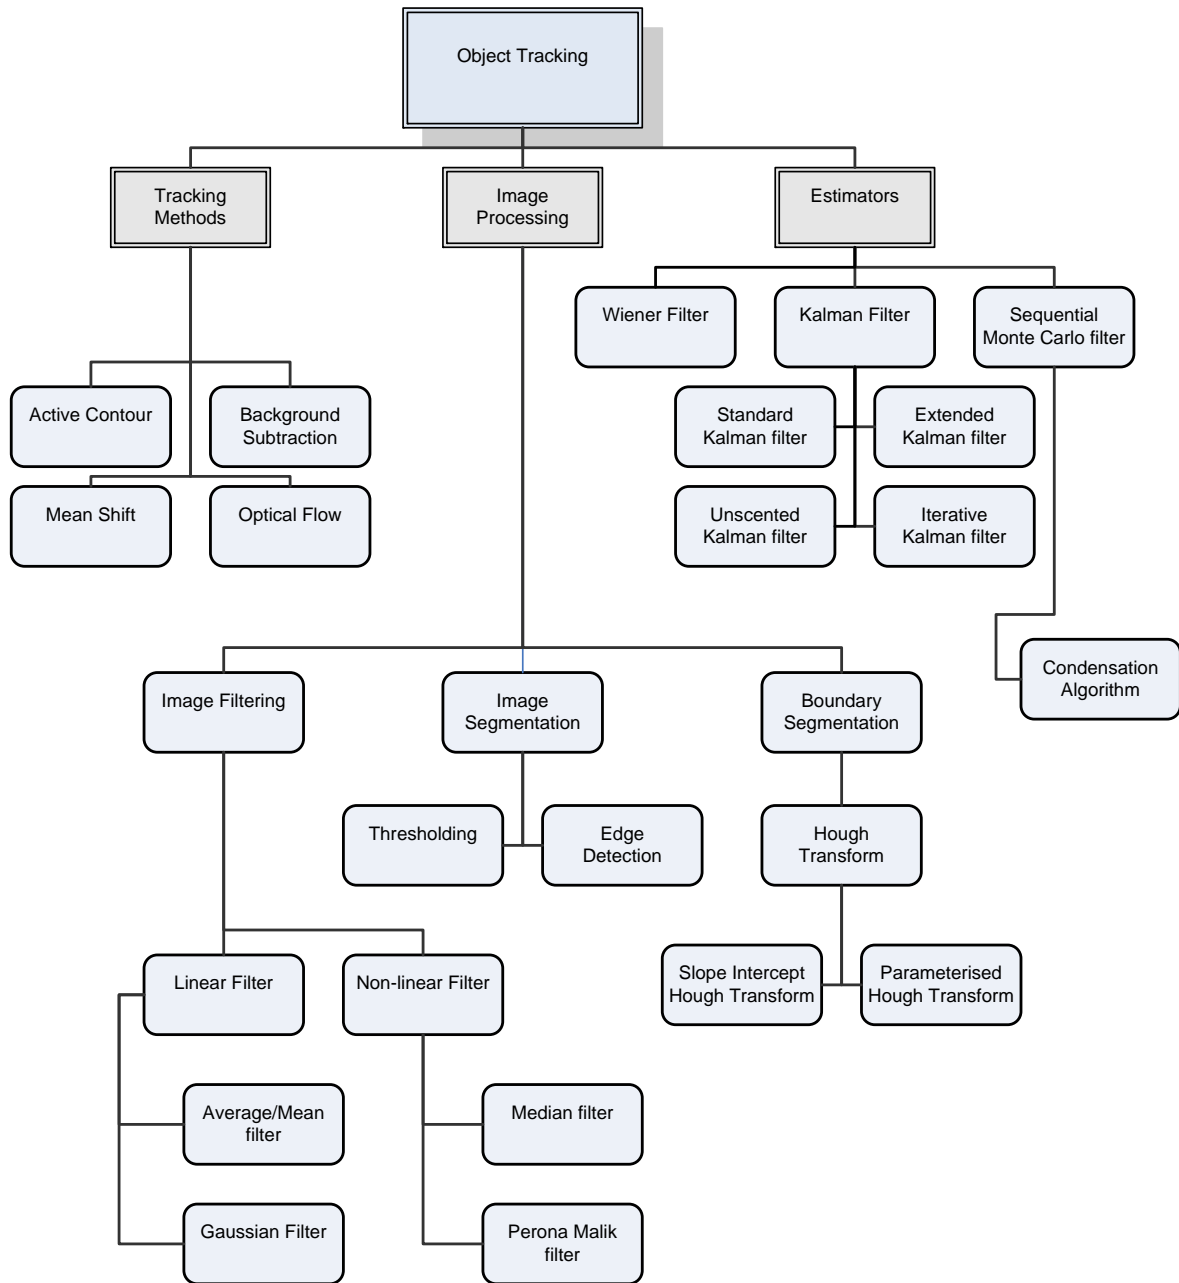 Object Tracking
Tracking
Methods
Image
Processing
Estimators
Wiener Filter
Kalman Filter
Sequential
Monte Carlo filter
Active Contour
Background
Subtraction
Standard
Kalman filter
Extended
Kalman filter
Mean Shift
Optical Flow
Unscented
Kalman filter
Iterative
Kalman filter
Condensation
Algorithm
Image Filtering
Image
Segmentation
Boundary
Segmentation
Thresholding
Edge
Detection
Hough
Transform
Linear Filter
Non-linear Filter
Slope Intercept
Hough Transform
Parameterised
Hough Transform
Average/Mean
filter
Median filter
Gaussian Filter
Perona Malik
filter